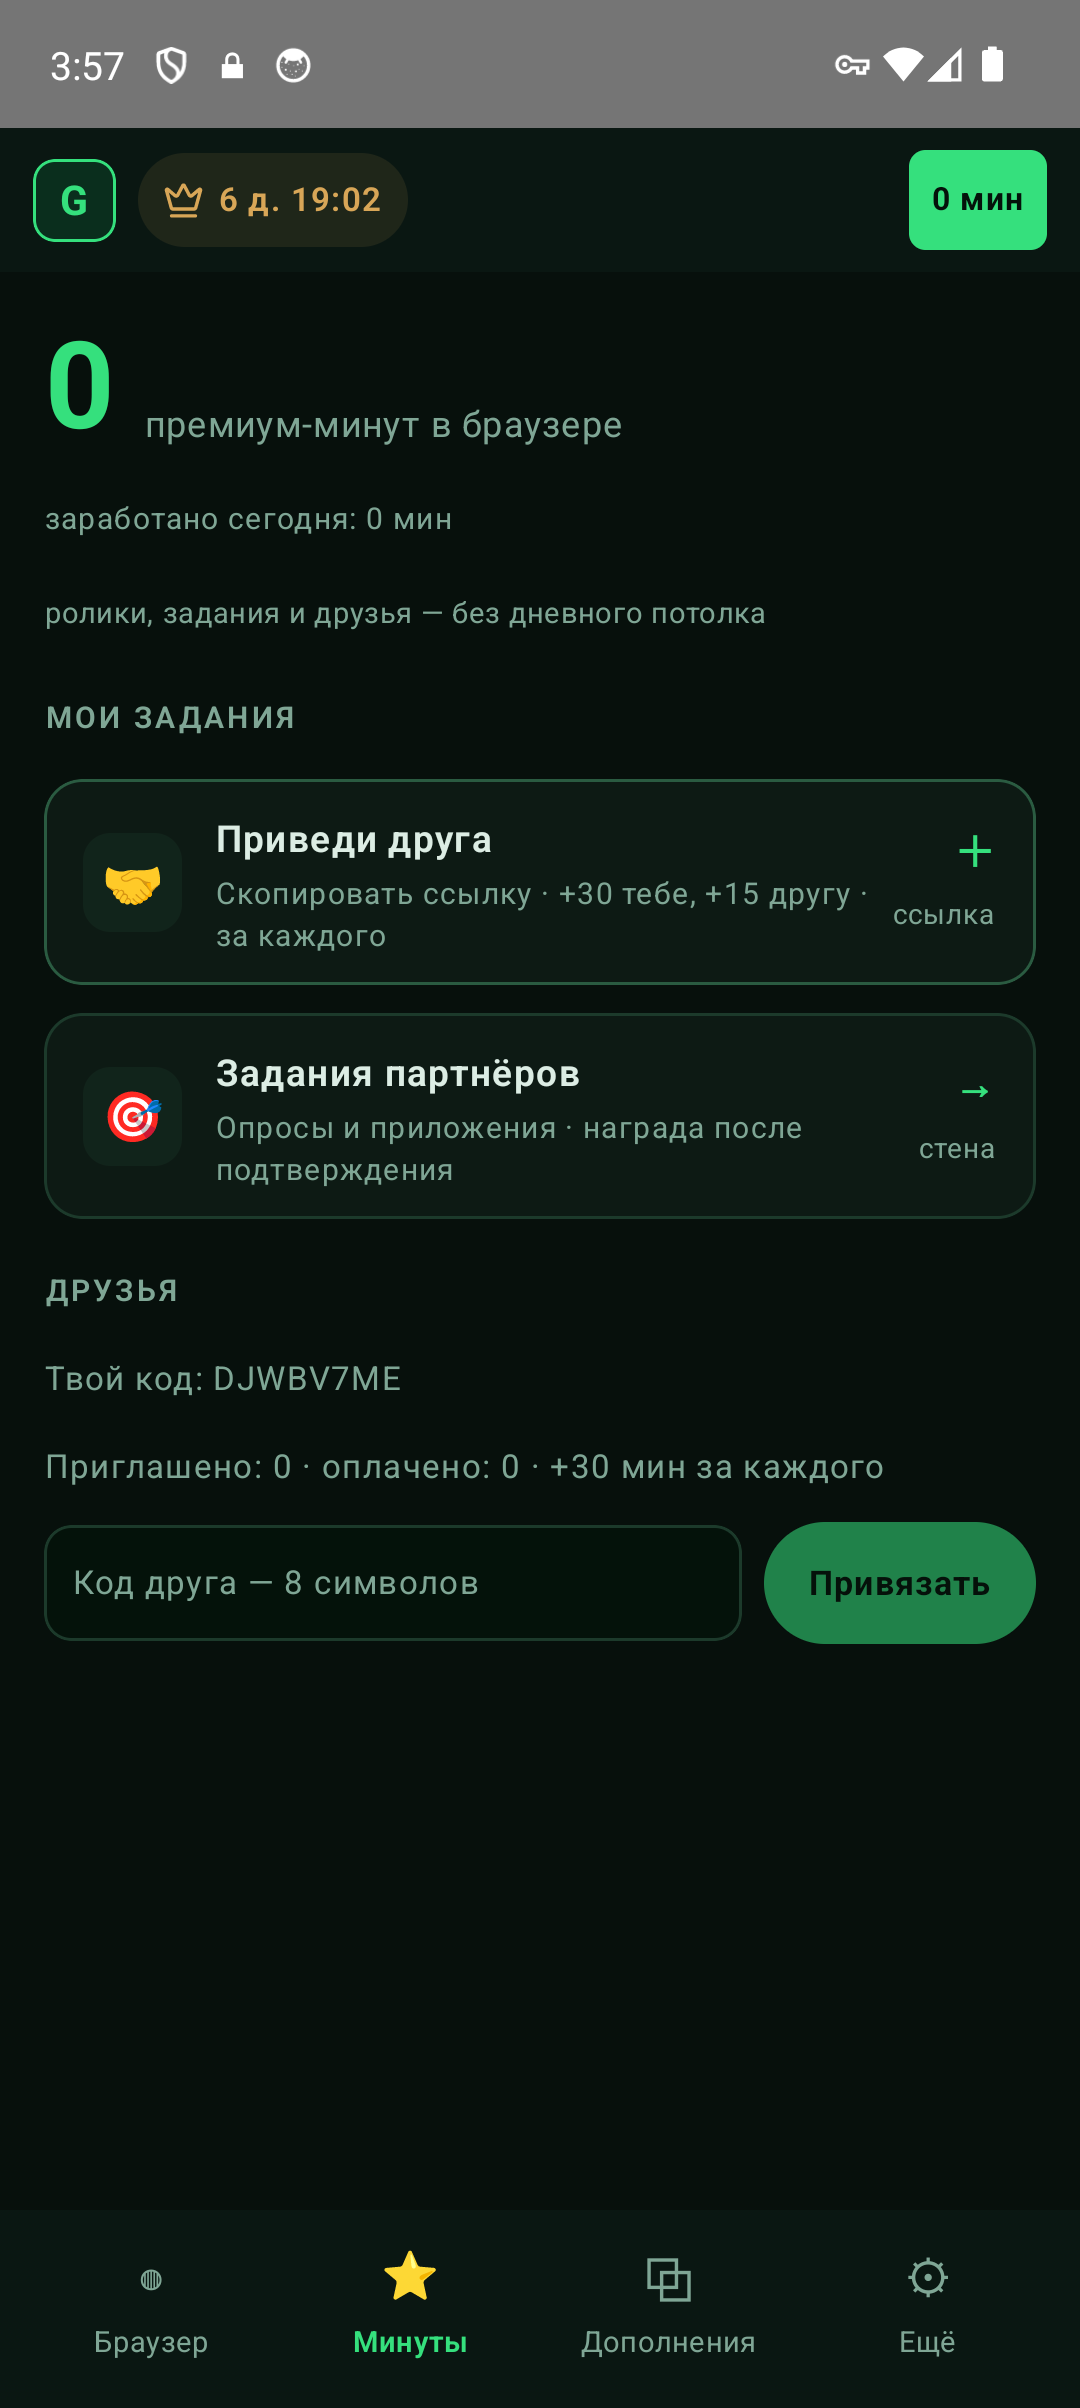 3:57
G
6 д. 19:02
0 мин
0 премиум-минут в браузере
заработано сегодня: 0 мин
ролики, задания и друзья — без дневного потолка
МОИ ЗАДАНИЯ
Приведи друга
Скопировать ссылку · +30 тебе, +15 другу ·
за каждого
+
ссылка
Задания партнёров
Опросы и приложения · награда после
подтверждения
→
стена
ДРУЗЬЯ
Твой код: DJWBV7ME
Приглашено: 0 · оплачено: 0 · +30 мин за каждого
Код друга — 8 символов
Привязать
Браузер
Минуты
Дополнения
Ещё